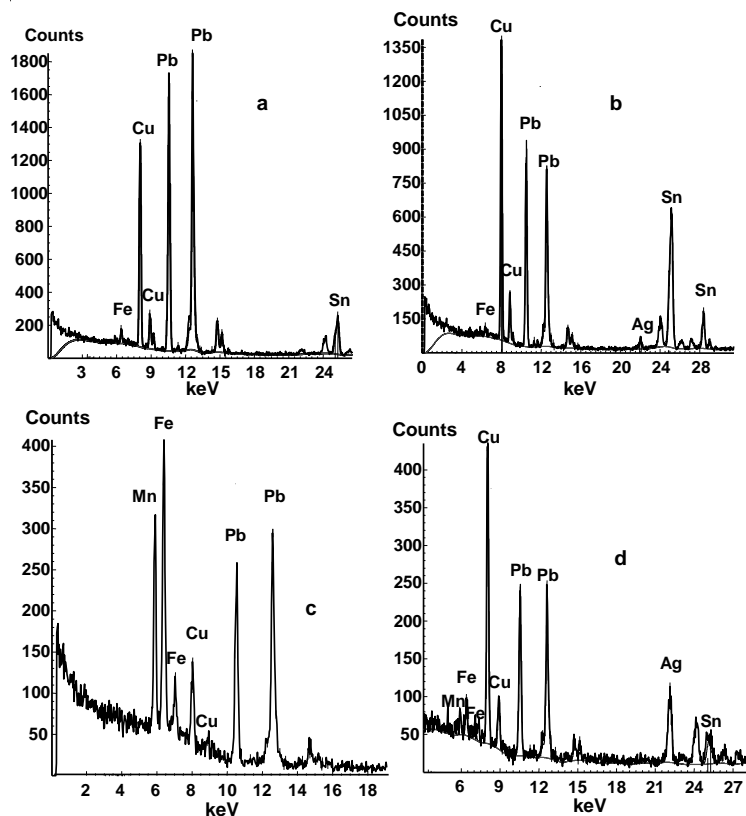 Counts
1800
1600
1400
1200
1000
800
600
400
200
Pb
Pb
a
Cu
Fe
Cu
Sn
3 6 9 12 15 18 21 24
keV
Counts
1350
1200
1050
900
750
600
450
300
150
Cu
b
Pb
Pb
Sn
Cu
Fe
Ag
Sn
0 4 8 12 16 20 24 28
keV
Counts
400
350
300
250
200
150
100
50
Fe
Mn
Pb
Pb
c
Cu
Fe
Cu
2 4 6 8 10 12 14 16 18
keV
Counts
400
350
300
250
200
150
100
50
Cu
d
Pb
Pb
Fe
Mn
Cu
Fe
Ag
Sn
6 9 12 15 18 21 24 27
keV